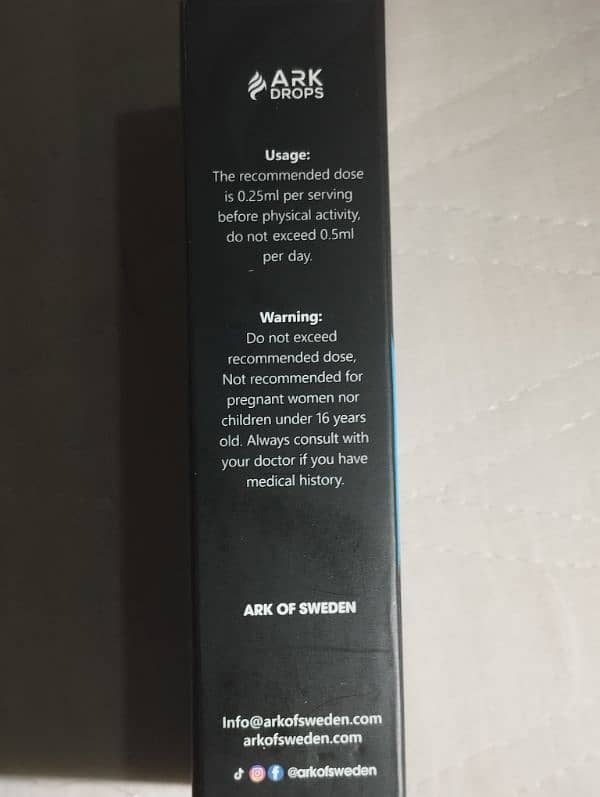 ARK
DROPS
Usage:
The recommended dose
is 0.25ml per serving
before physical activity,
do not exceed 0.5ml
per day.
Warning:
Do not exceed
recommended dose,
Not recommended for
pregnant women nor
children under 16 years
old. Always consult with
your doctor if you have
medical history.
ARK OF SWEDEN
Info@arkofsweden.com
arkofsweden.com
@arkofsweden